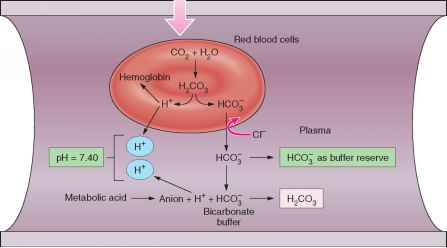 Red blood cells
CO₂ + H₂O
Hemoglobin
H₂CO₃
H⁺
HCO₃⁻
Cl⁻
Plasma
pH = 7.40
H⁺
H⁺
HCO₃⁻
HCO₃⁻ as buffer reserve
Metabolic acid
Anion + H⁺ + HCO₃⁻
H₂CO₃
Bicarbonate
buffer